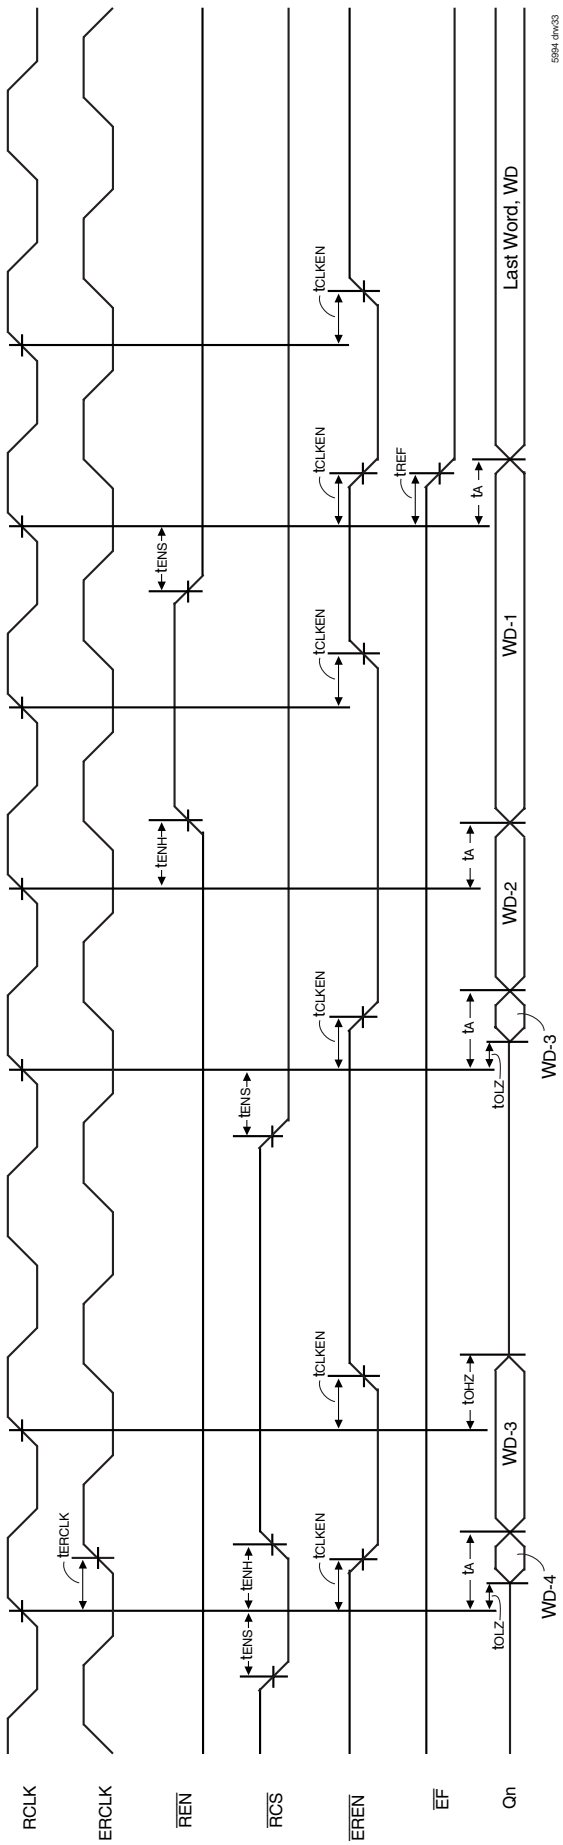 RCLK
tERCLK
ERCLK
tENH
tENS
REN
tENS
tENH
tENS
RCS
tCLKEN
tCLKEN
tCLKEN
tCLKEN
tCLKEN
tCLKEN
EREN
tREF
EF
tA
tOHZ
tA
tA
tA
tOLZ
tOLZ
Qn
WD-3
WD-2
WD-1
Last Word, WD
WD-4
WD-3
5994 drw33